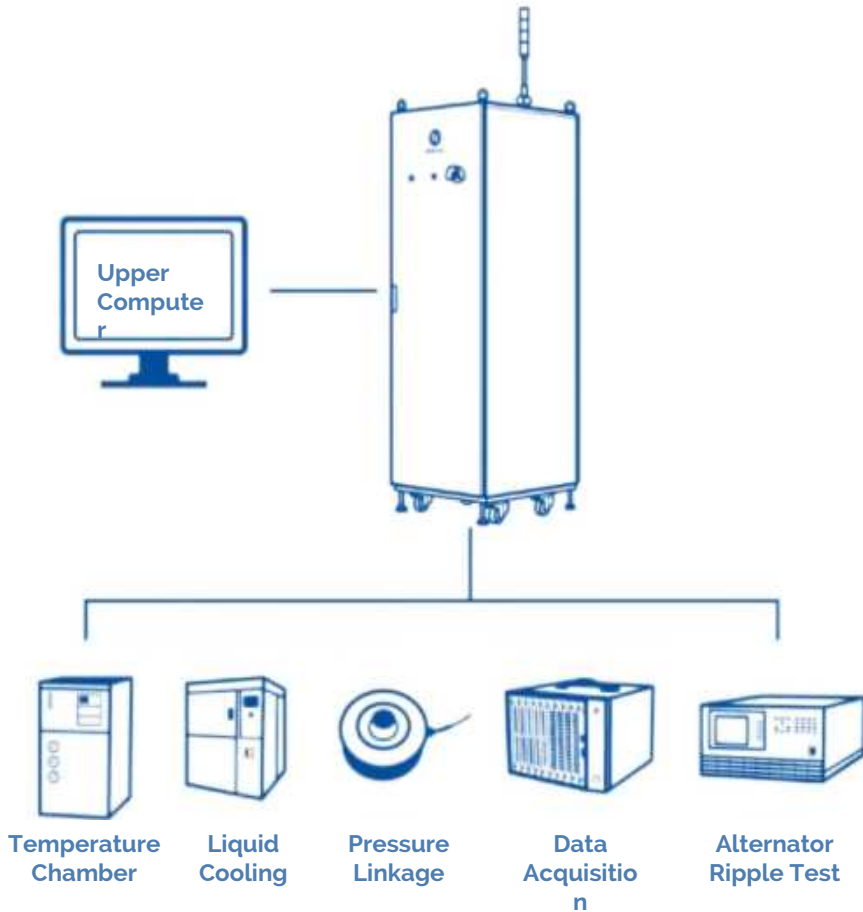 Upper
Compute
r
Temperature
Chamber
Liquid
Cooling
Pressure
Linkage
Data
Acquisitio
n
Alternator
Ripple Test